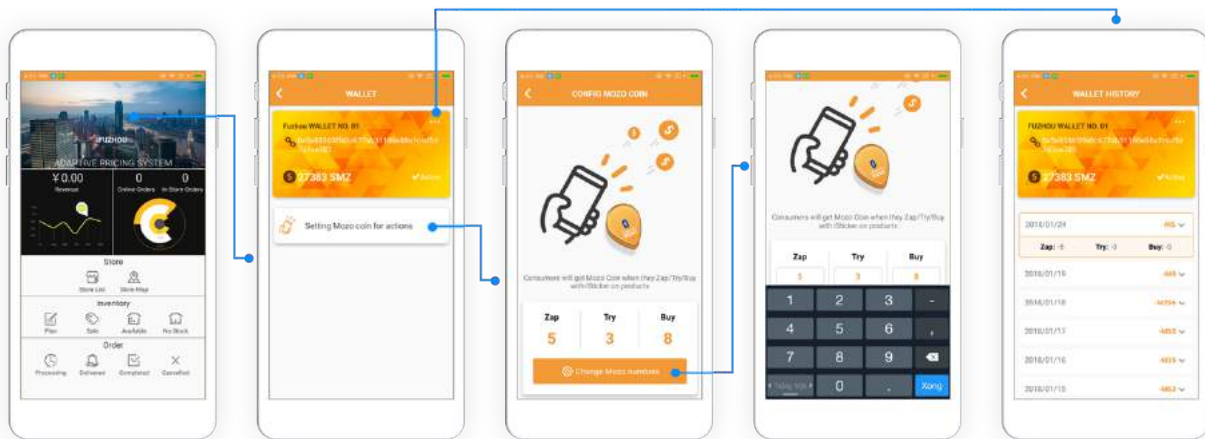 FUZHOU
ADAPTIVE PRICING SYSTEM
¥0.00
0
0
Revenue
Online Orders
In Store Orders
Store
Store List
Store Map
Inventory
Plan
Sale
Available
No Stock
Order
Processing
Delivered
Completed
Cancelled
WALLET
Fuzhou WALLET NO. 01
27383 SMZ
Active
Setting Mozo coin for actions
CONFIG MOZO COIN
Consumers will get Mozo Coin when they Zap/Try/Buy
with iSticker on products
Zap
Try
Buy
5
3
8
Change Mozo numbers
Consumers will get Mozo Coin when they Zap/Try/Buy
with iSticker on products
Zap
Try
Buy
5
3
8
1
2
3
-
4
5
6
,
7
8
9
0
.
Xong
WALLET HISTORY
FUZHOU WALLET NO. 01
27383 SMZ
Active
2018/01/24
Zap:
Try:
Buy:
2018/01/19
2018/01/18
2018/01/17
2018/01/16
2018/01/15